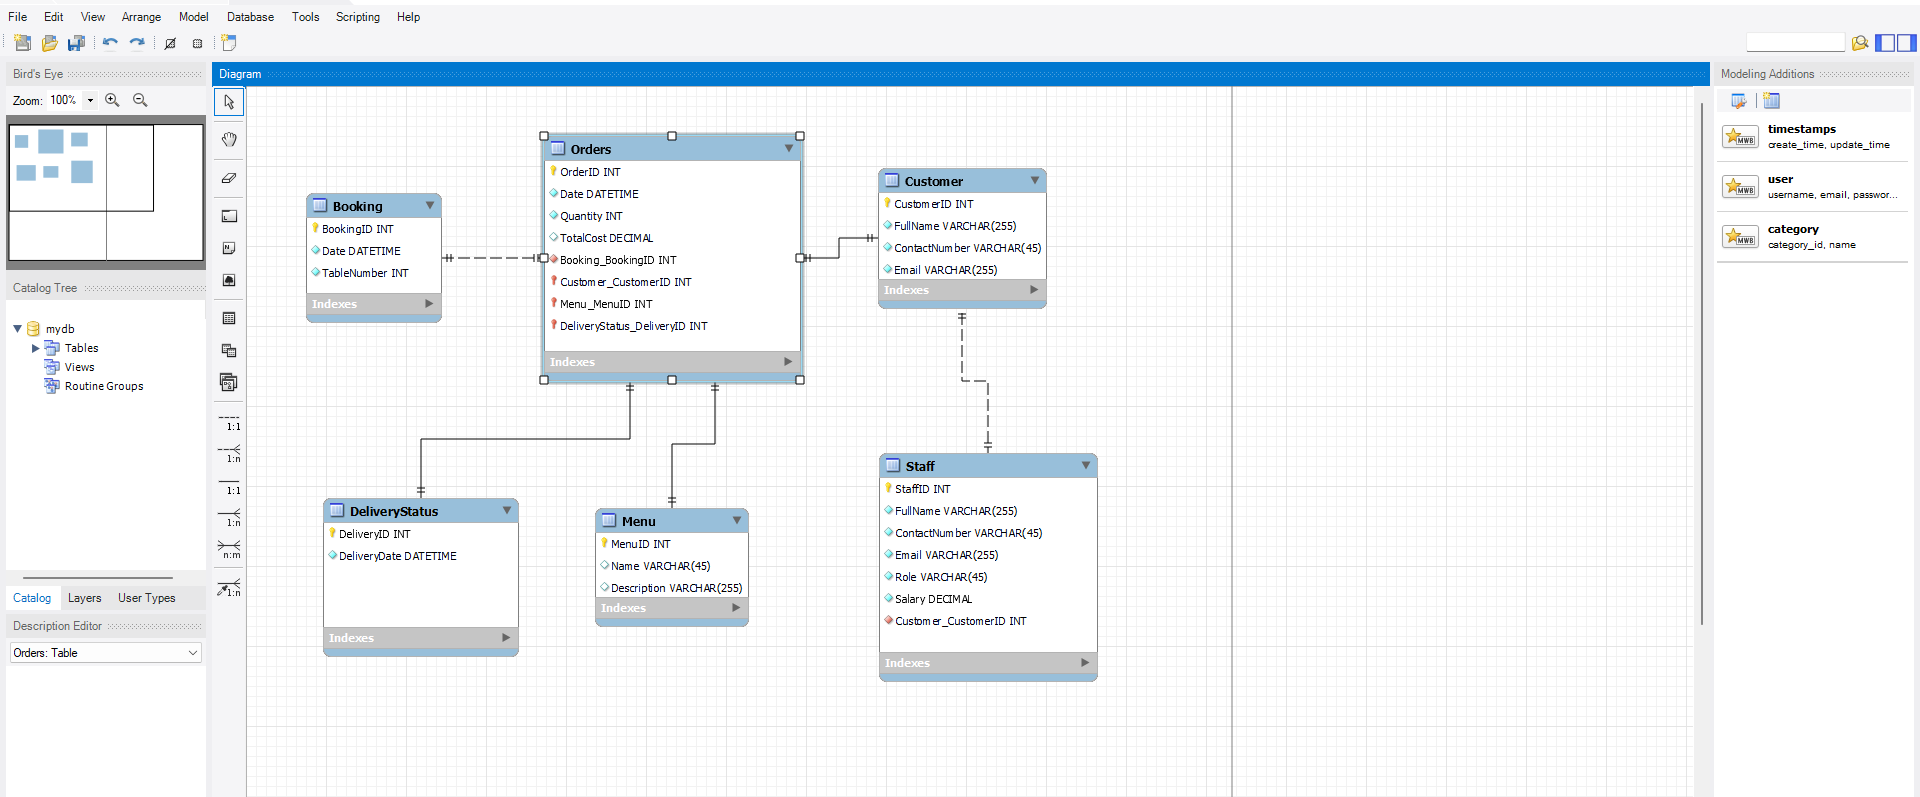 File Edit View Arrange Model Database Tools Scripting Help
Bird's Eye
Zoom: 100%
Catalog Tree
mydb
Tables
Views
Routine Groups
Catalog Layers User Types
Description Editor
Orders: Table
Diagram
1:1
1:n
1:1
1:n
n:m
1:n
Booking
BookingID INT
Date DATETIME
TableNumber INT
Indexes
Orders
OrderID INT
Date DATETIME
Quantity INT
TotalCost DECIMAL
Booking_BookingID INT
Customer_CustomerID INT
Menu_MenuID INT
DeliveryStatus_DeliveryID INT
Indexes
Customer
CustomerID INT
FullName VARCHAR(255)
ContactNumber VARCHAR(45)
Email VARCHAR(255)
Indexes
DeliveryStatus
DeliveryID INT
DeliveryDate DATETIME
Indexes
Menu
MenuID INT
Name VARCHAR(45)
Description VARCHAR(255)
Indexes
Staff
StaffID INT
FullName VARCHAR(255)
ContactNumber VARCHAR(45)
Email VARCHAR(255)
Role VARCHAR(45)
Salary DECIMAL
Customer_CustomerID INT
Indexes
Modeling Additions
MWB
timestamps
create_time, update_time
MWB
user
username, email, passwor...
MWB
category
category_id, name